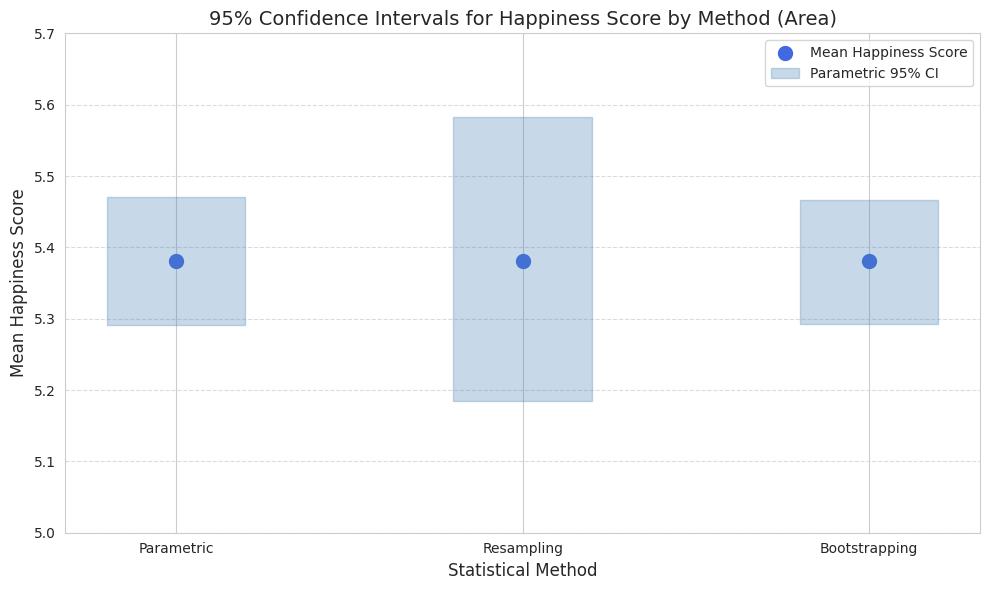 95% Confidence Intervals for Happiness Score by Method (Area)
Mean Happiness Score
Parametric 95% CI
Mean Happiness Score
5.7
5.6
5.5
5.4
5.3
5.2
5.1
5.0
Parametric
Resampling
Bootstrapping
Statistical Method